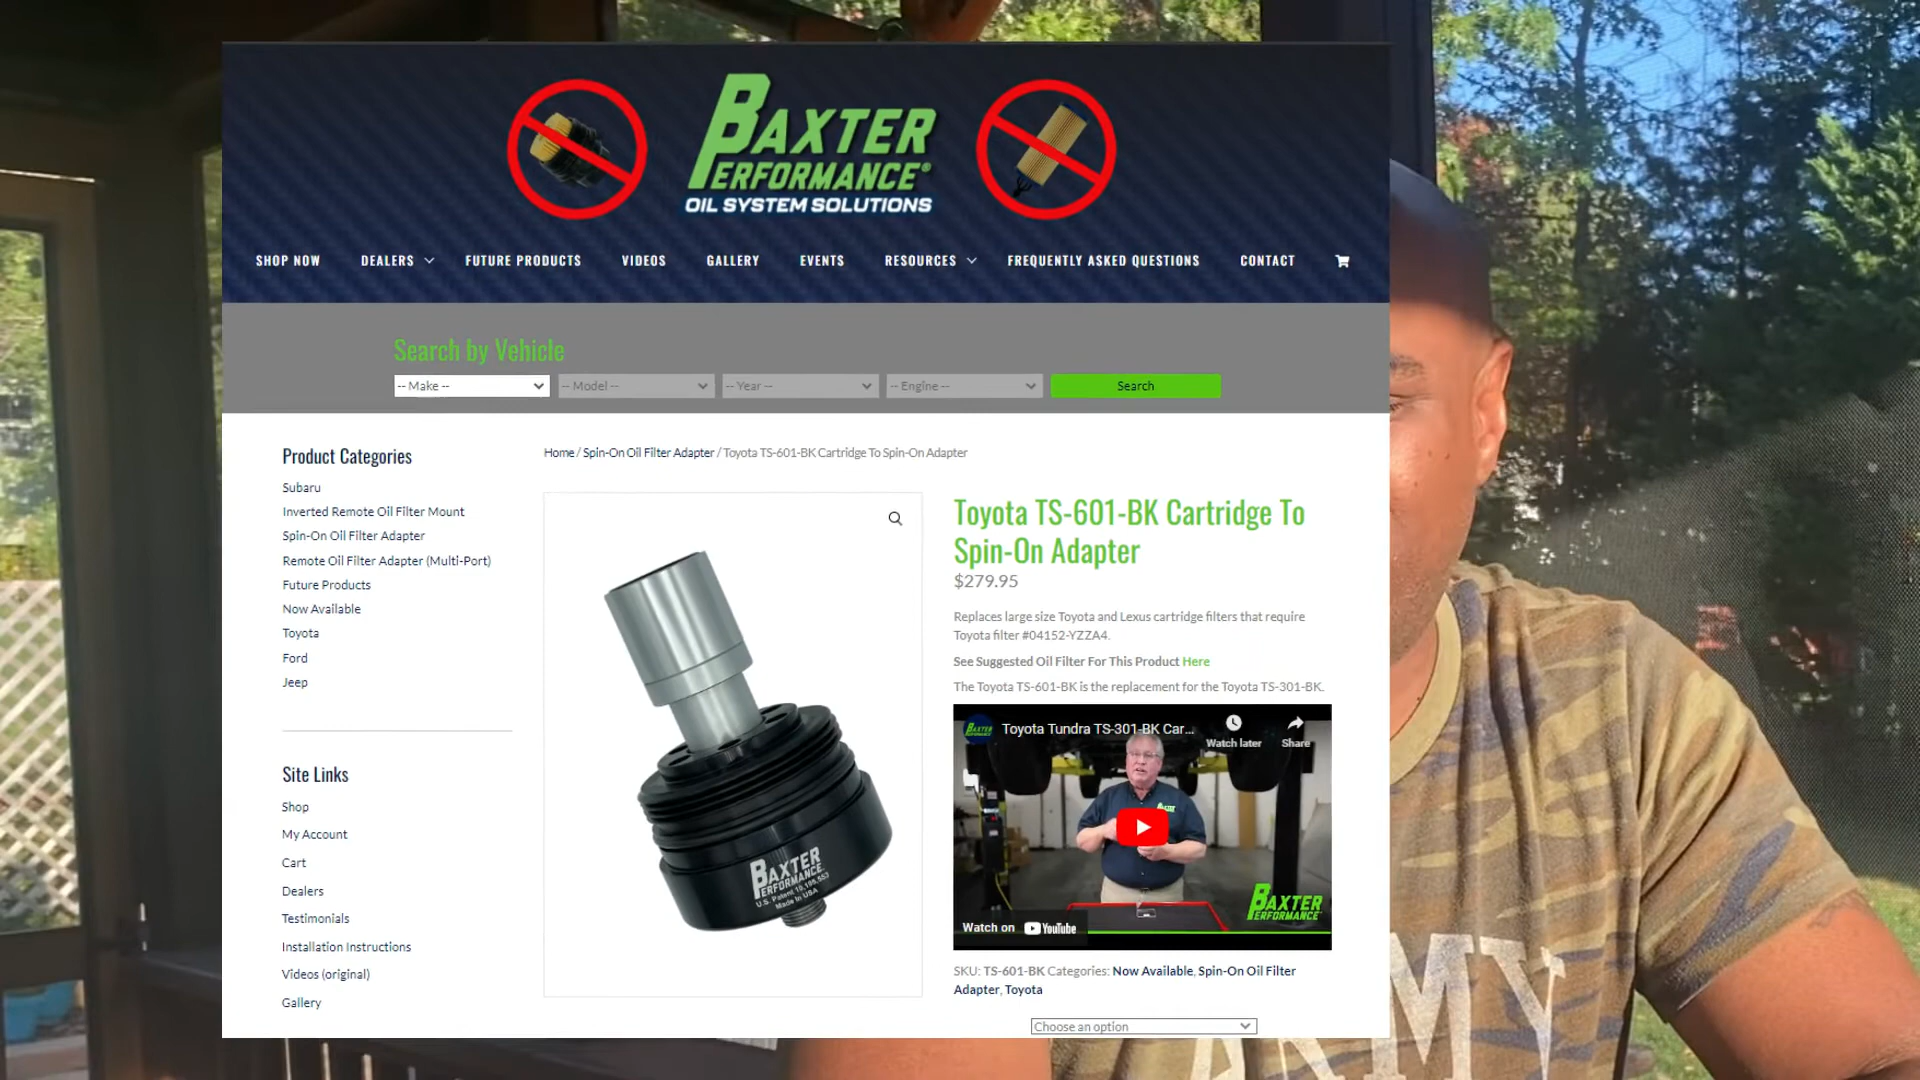 BAXTER
PERFORMANCE®
OIL SYSTEM SOLUTIONS
SHOP NOW
DEALERS
FUTURE PRODUCTS
VIDEOS
GALLERY
EVENTS
RESOURCES
FREQUENTLY ASKED QUESTIONS
CONTACT
Search by Vehicle
-- Make --
-- Model --
-- Year --
-- Engine --
Search
Product Categories
Subaru
Inverted Remote Oil Filter Mount
Spin-On Oil Filter Adapter
Remote Oil Filter Adapter (Multi-Port)
Future Products
Now Available
Toyota
Ford
Jeep
Site Links
Shop
My Account
Cart
Dealers
Testimonials
Installation Instructions
Videos (original)
Gallery
Home / Spin-On Oil Filter Adapter / Toyota TS-601-BK Cartridge To Spin-On Adapter
BAXTER
PERFORMANCE
U.S. Patent
Made In USA
Toyota TS-601-BK Cartridge To
Spin-On Adapter
$279.95
Replaces large size Toyota and Lexus cartridge filters that require
Toyota filter #04152-YZZA4.
See Suggested Oil Filter For This Product Here
The Toyota TS-601-BK is the replacement for the Toyota TS-301-BK.
BAXTER
PERFORMANCE
Toyota Tundra TS-301-BK Car...
Watch later
Share
BAXTER
PERFORMANCE
Watch on YouTube
SKU: TS-601-BK Categories: Now Available, Spin-On Oil Filter
Adapter, Toyota
Choose an option
ARMY